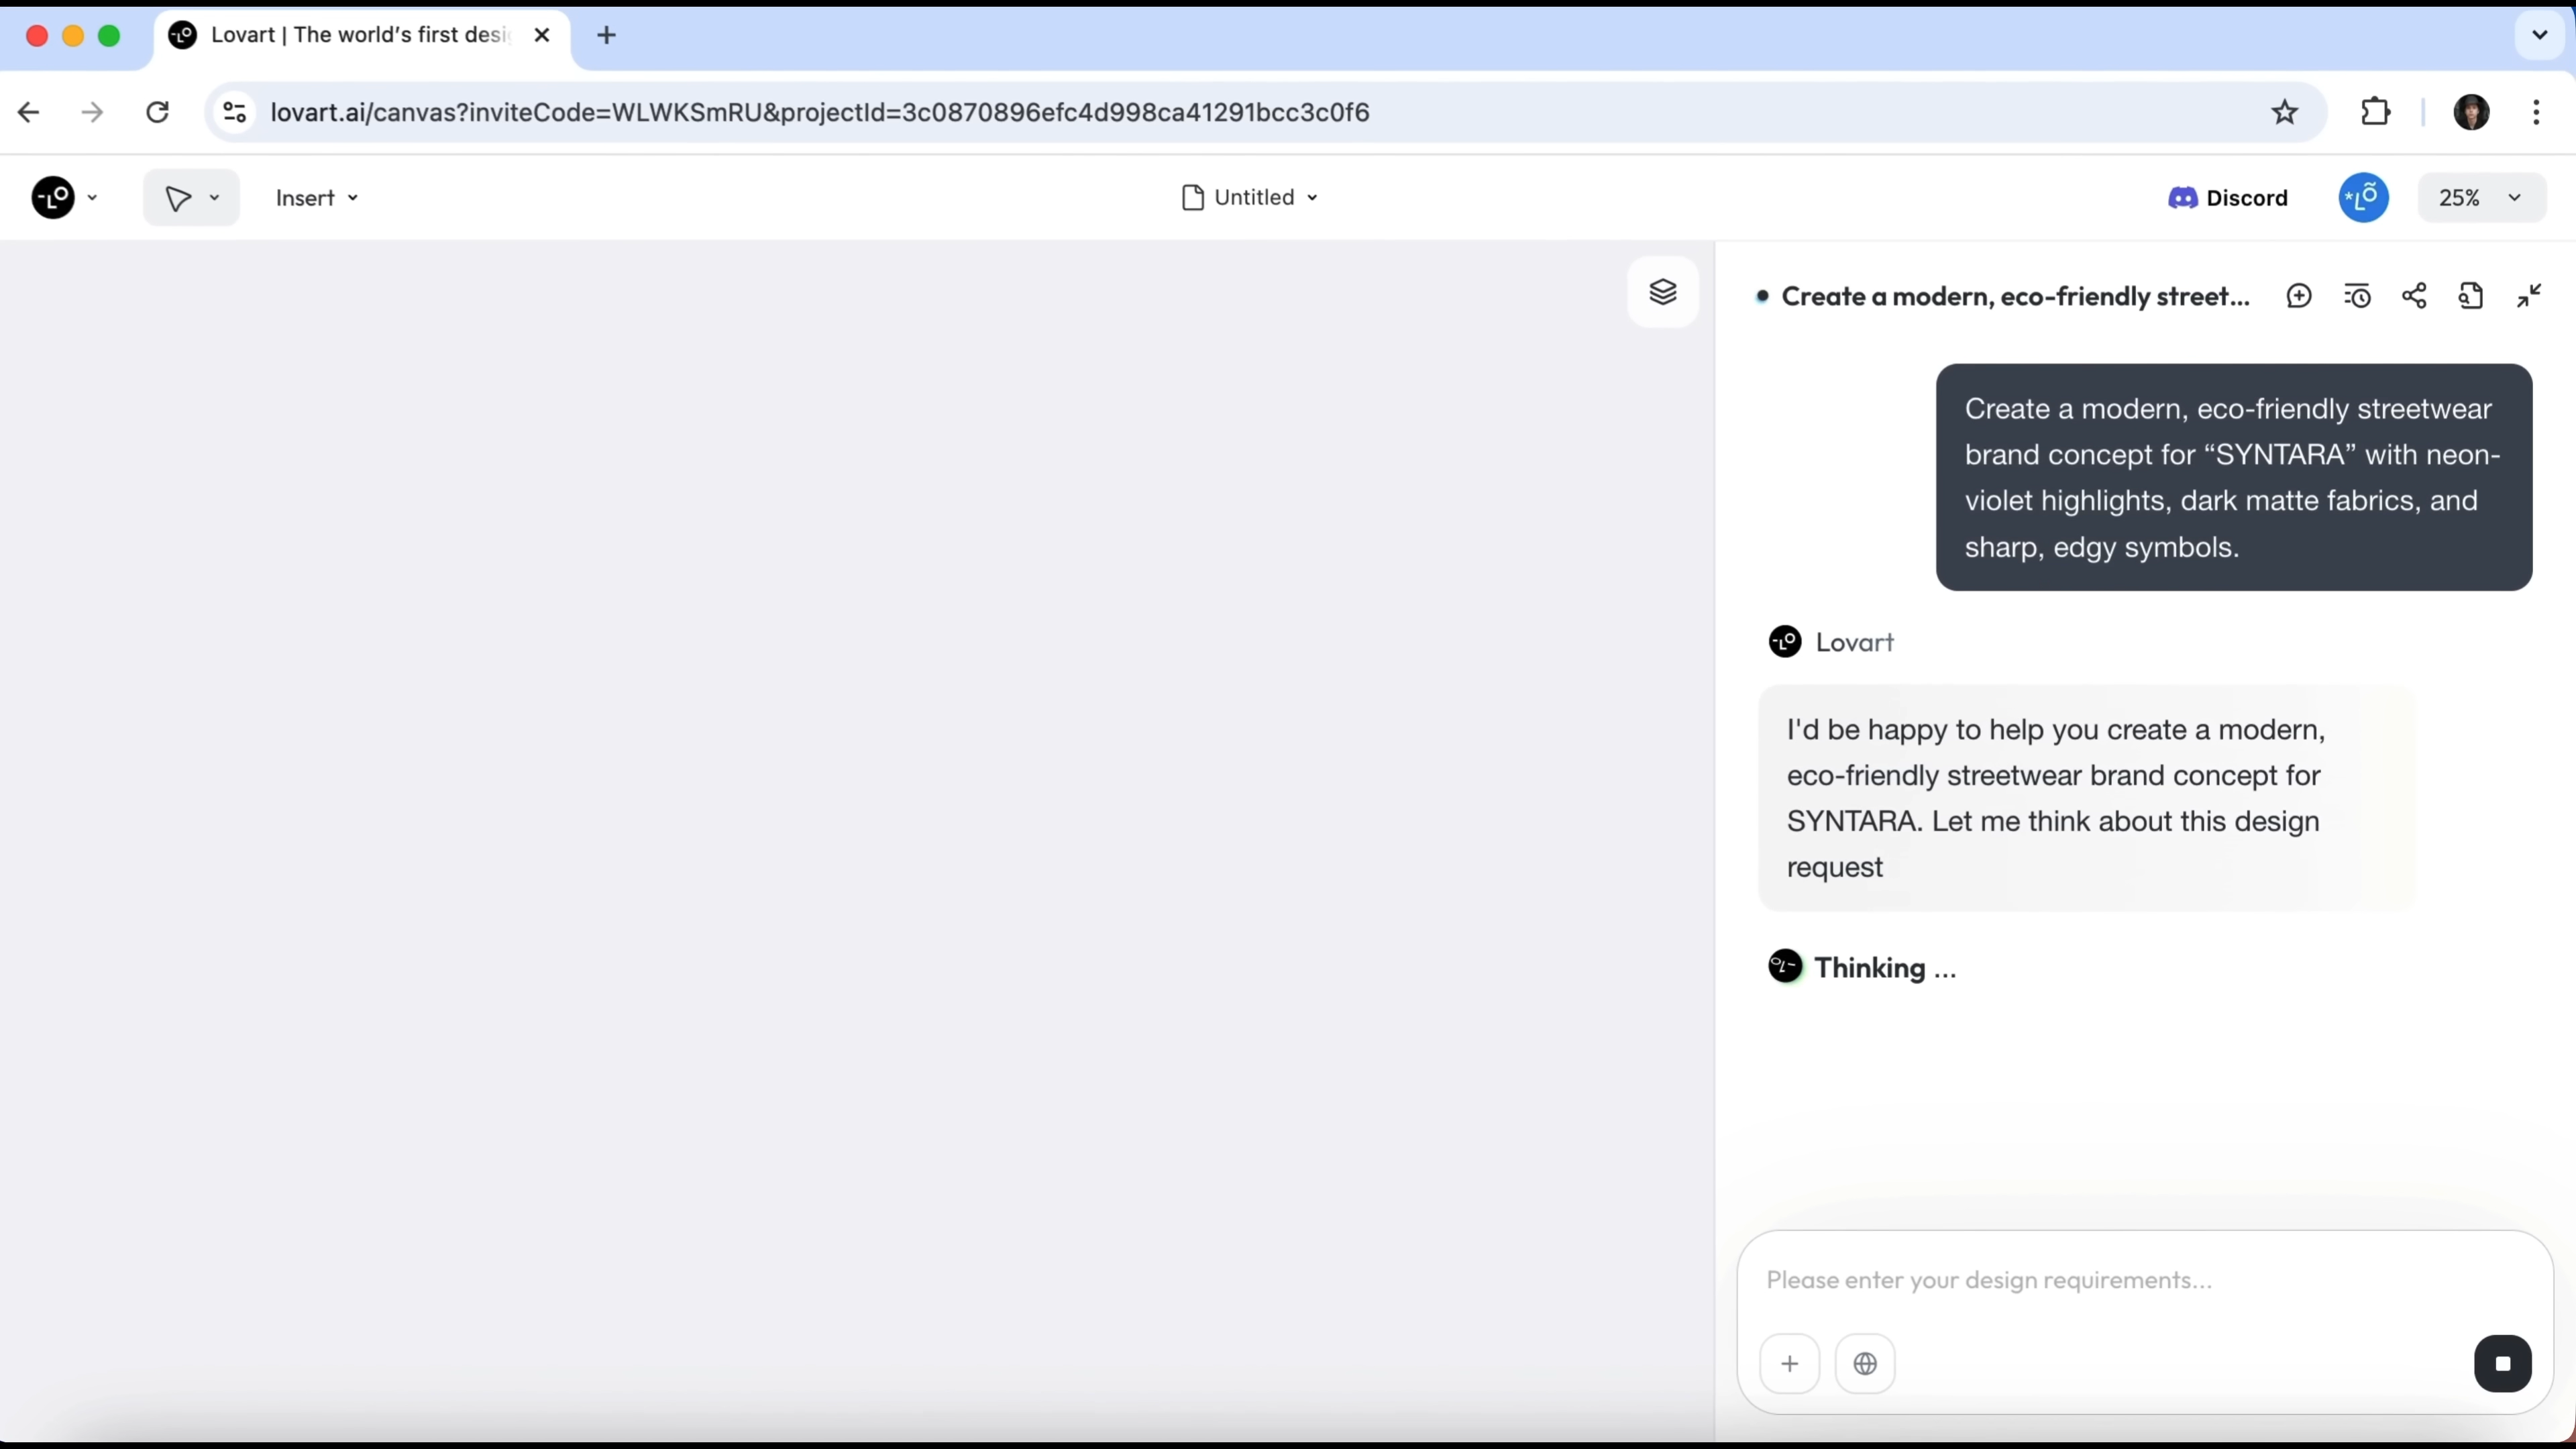 Lovart | The world's first desi
lovart.ai/canvas?inviteCode=WLWKSmRU&projectId=3c0870896efc4d998ca41291bcc3c0f6
Insert
Untitled
Discord
25%
Create a modern, eco-friendly street...
Create a modern, eco-friendly streetwear
brand concept for “SYNTARA” with neon-
violet highlights, dark matte fabrics, and
sharp, edgy symbols.
Lovart
I'd be happy to help you create a modern,
eco-friendly streetwear brand concept for
SYNTARA. Let me think about this design
request
Thinking ...
Please enter your design requirements...